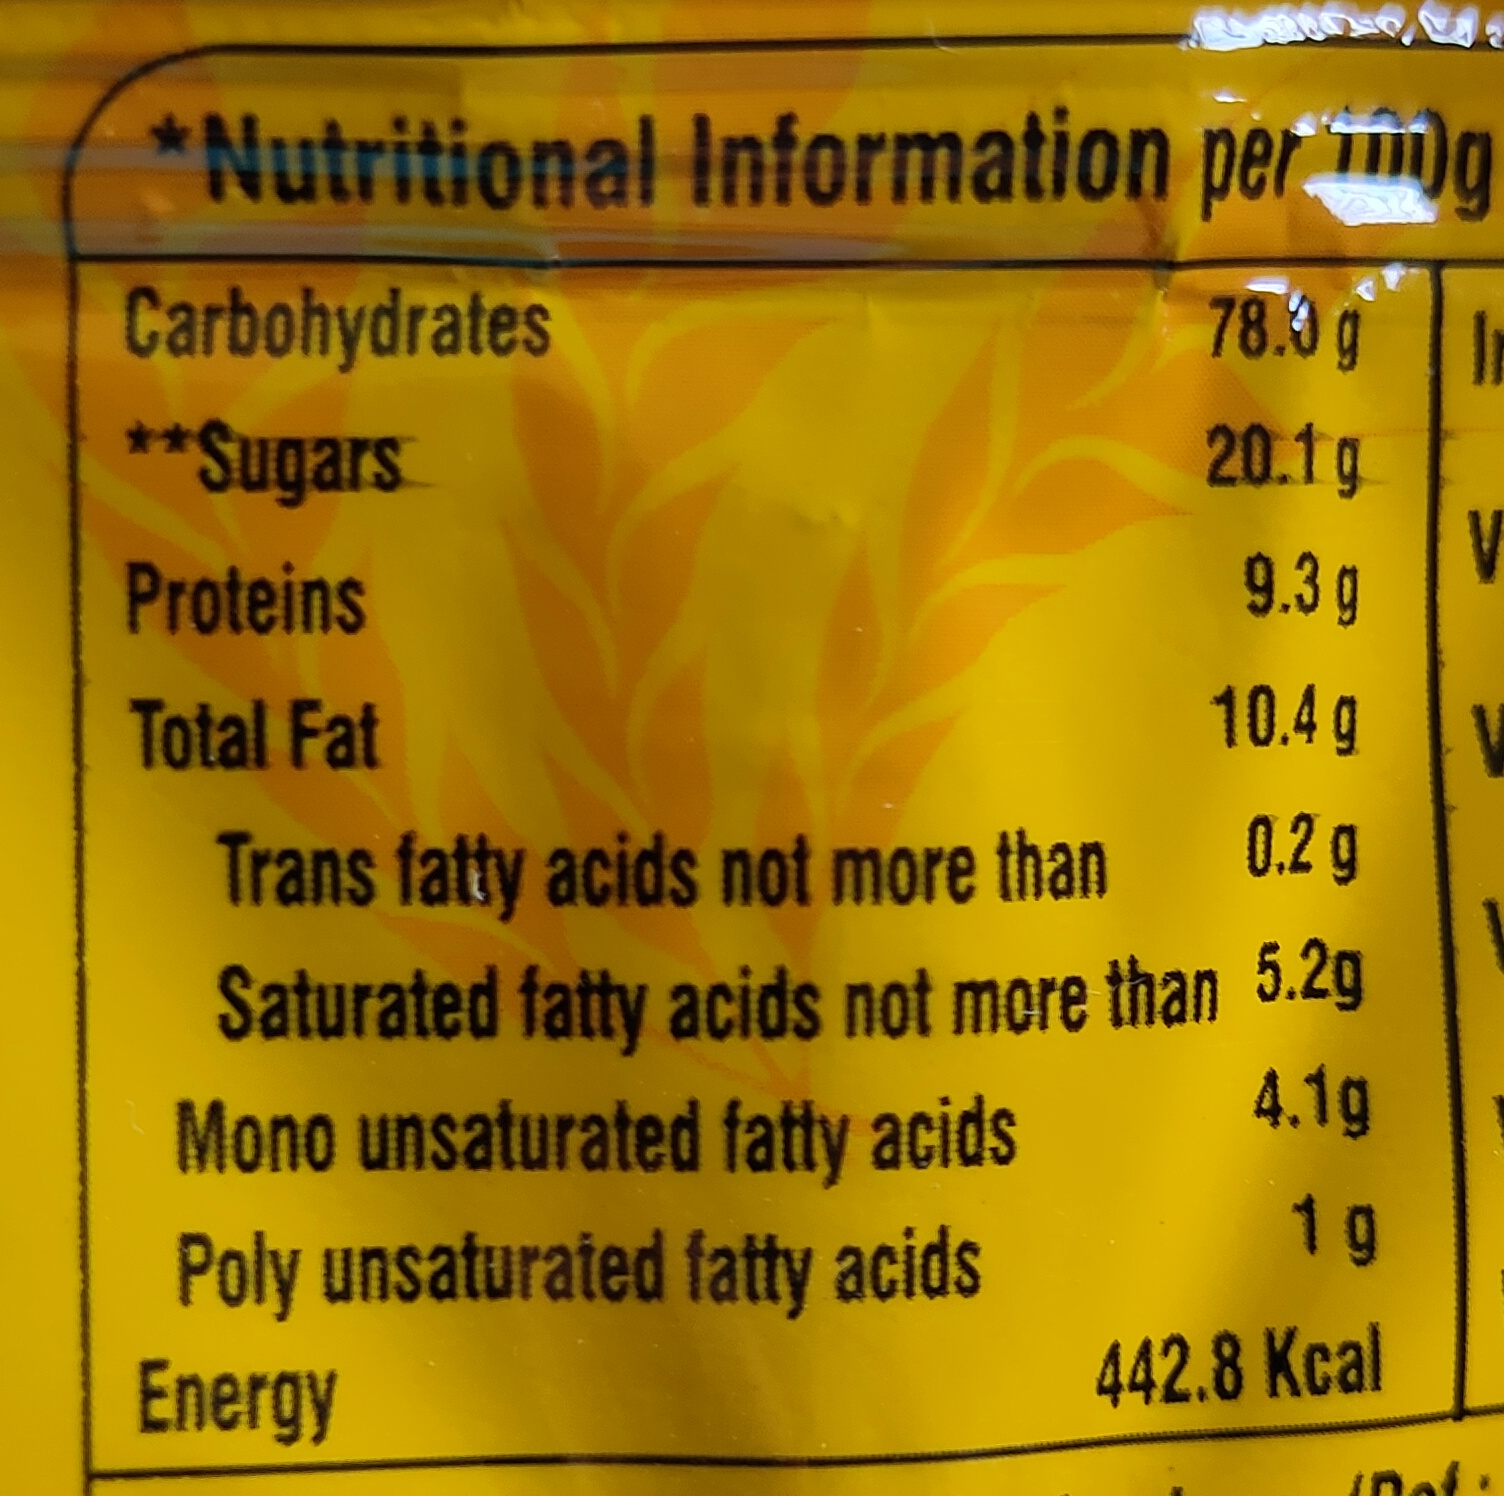 *Nutritional Information per 100g
Carbohydrates 78.0 g
**Sugars 20.1 g
Proteins 9.3 g
Total Fat 10.4 g
Trans fatty acids not more than 0.2 g
Saturated fatty acids not more than 5.2g
Mono unsaturated fatty acids 4.1g
Poly unsaturated fatty acids 1 g
Energy 442.8 Kcal